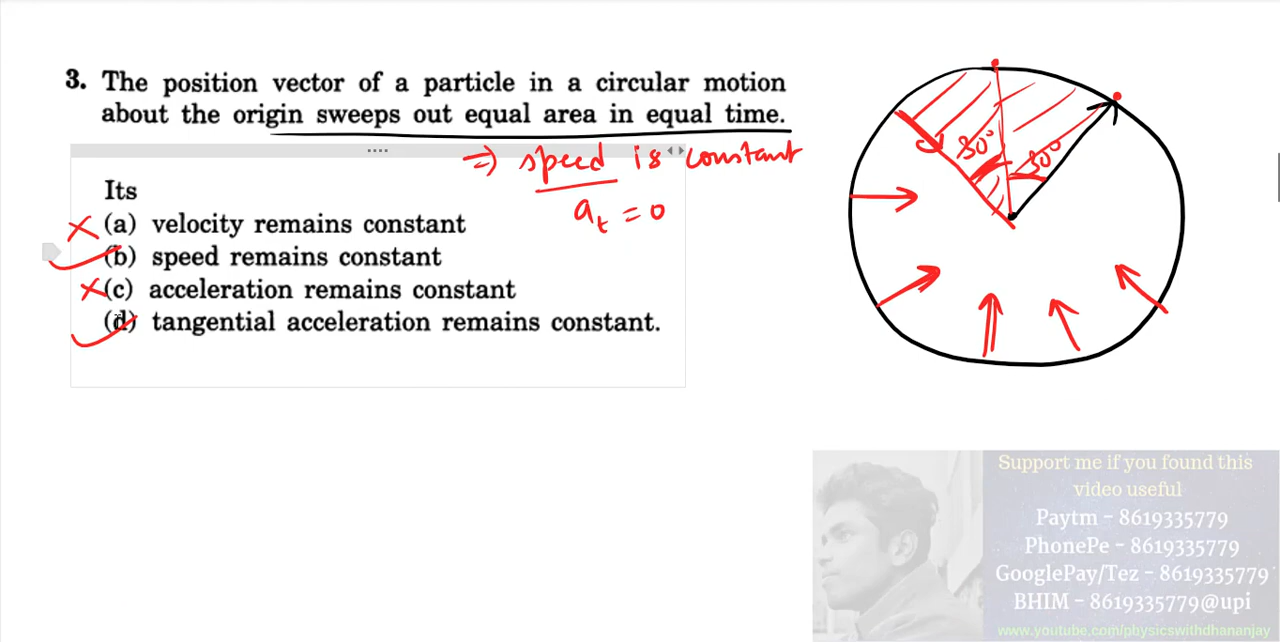 3. The position vector of a particle in a circular motion
about the origin sweeps out equal area in equal time.
⇒ speed is constant
a_t = 0
Its
(a) velocity remains constant
(b) speed remains constant
(c) acceleration remains constant
(d) tangential acceleration remains constant.
30°
30°
Support me if you found this
video useful
Paytm - 8619335779
PhonePe - 8619335779
GooglePay/Tez - 8619335779
BHIM - 8619335779@upi
www.youtube.com/physicswithdhananjay